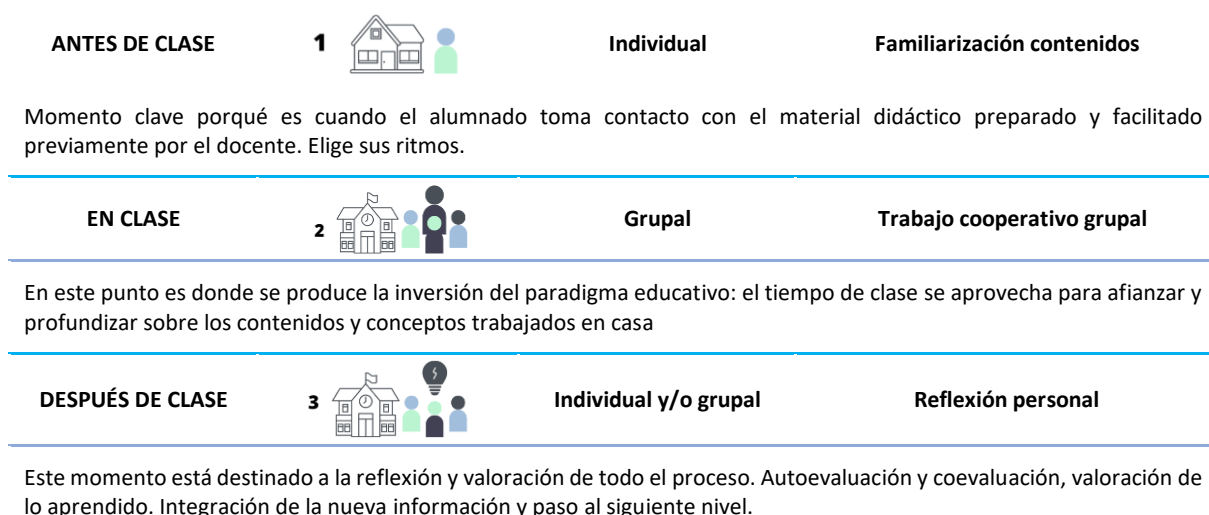 ANTES DE CLASE 1 Individual Familiarización contenidos
Momento clave porqué es cuando el alumnado toma contacto con el material didáctico preparado y facilitado
previamente por el docente. Elige sus ritmos.
EN CLASE 2 Grupal Trabajo cooperativo grupal
En este punto es donde se produce la inversión del paradigma educativo: el tiempo de clase se aprovecha para afianzar y
profundizar sobre los contenidos y conceptos trabajados en casa
DESPUÉS DE CLASE 3 Individual y/o grupal Reflexión personal
Este momento está destinado a la reflexión y valoración de todo el proceso. Autoevaluación y coevaluación, valoración de
lo aprendido. Integración de la nueva información y paso al siguiente nivel.